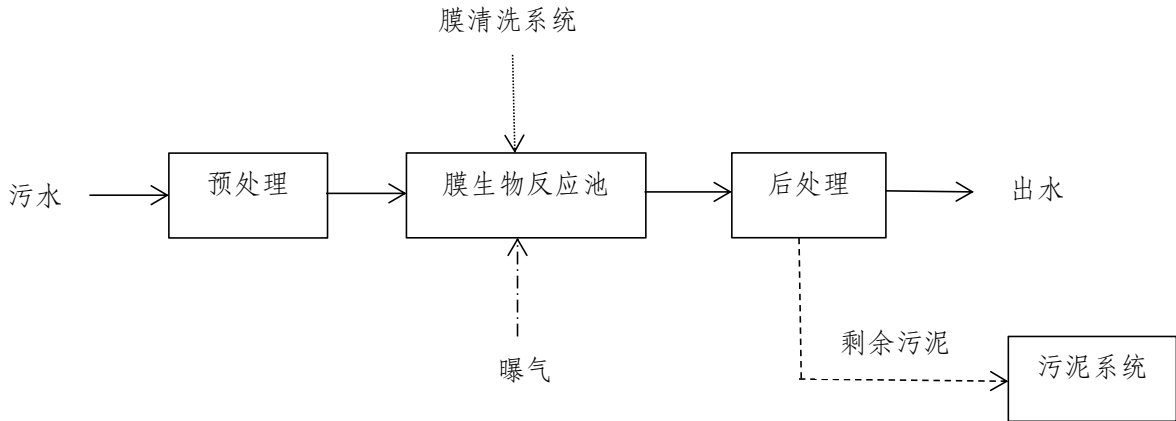 膜清洗系统
污水
预处理
膜生物反应池
后处理
出水
曝气
剩余污泥
污泥系统